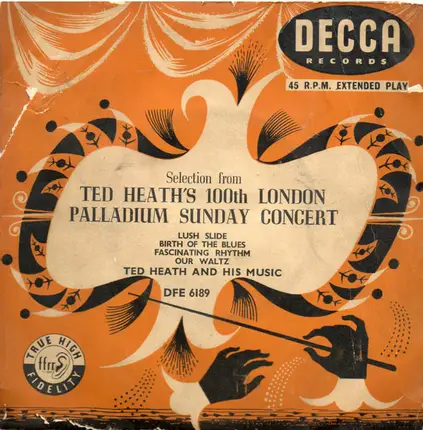 DECCA
RECORDS
45 R.P.M. EXTENDED PLAY
Selection from
TED HEATH'S 100th LONDON
PALLADIUM SUNDAY CONCERT
LUSH SLIDE
BIRTH OF THE BLUES
FASCINATING RHYTHM
OUR WALTZ
TED HEATH AND HIS MUSIC
DFE 6189
TRUE HIGH
ffrr
FIDELITY